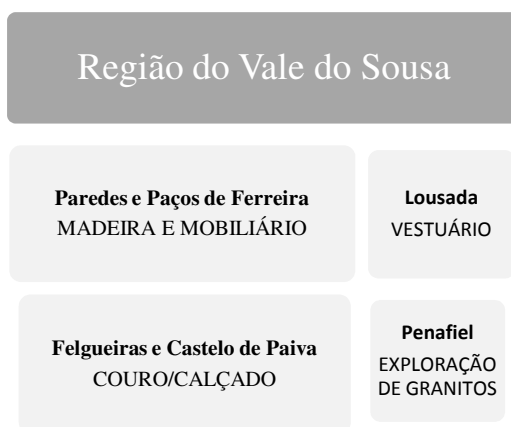 Região do Vale do Sousa
Paredes e Paços de Ferreira
MADEIRA E MOBILIÁRIO
Lousada
VESTUÁRIO
Felgueiras e Castelo de Paiva
COURO/CALÇADO
Penafiel
EXPLORAÇÃO
DE GRANITOS